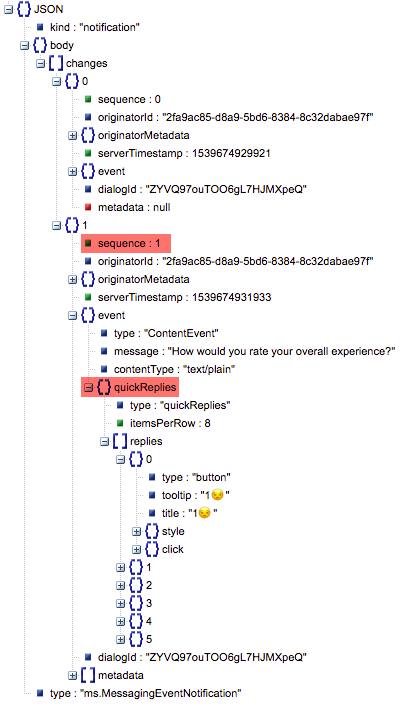 JSON
kind : "notification"
body
changes
0
sequence : 0
originatorId : "2fa9ac85-d8a9-5bd6-8384-8c32dabae97f"
originatorMetadata
serverTimestamp : 1539674929921
event
dialogId : "ZYVQ97ouTOO6gL7HJMXpeQ"
metadata : null
1
sequence : 1
originatorId : "2fa9ac85-d8a9-5bd6-8384-8c32dabae97f"
originatorMetadata
serverTimestamp : 1539674931933
event
type : "ContentEvent"
message : "How would you rate your overall experience?"
contentType : "text/plain"
quickReplies
type : "quickReplies"
itemsPerRow : 8
replies
0
type : "button"
tooltip : "1😒"
title : "1😒"
style
click
1
2
3
4
5
dialogId : "ZYVQ97ouTOO6gL7HJMXpeQ"
metadata
type : "ms.MessagingEventNotification"